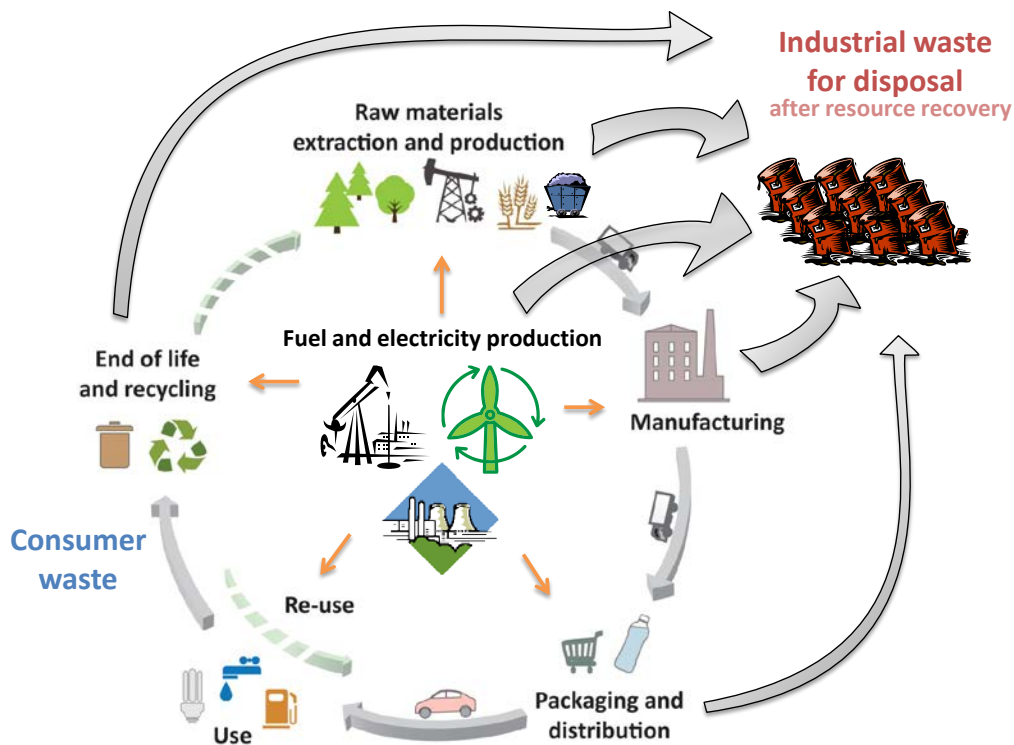 Industrial waste
for disposal
after resource recovery
Raw materials
extraction and production
Fuel and electricity production
End of life
and recycling
Manufacturing
Consumer
waste
Re-use
Packaging and
distribution
Use